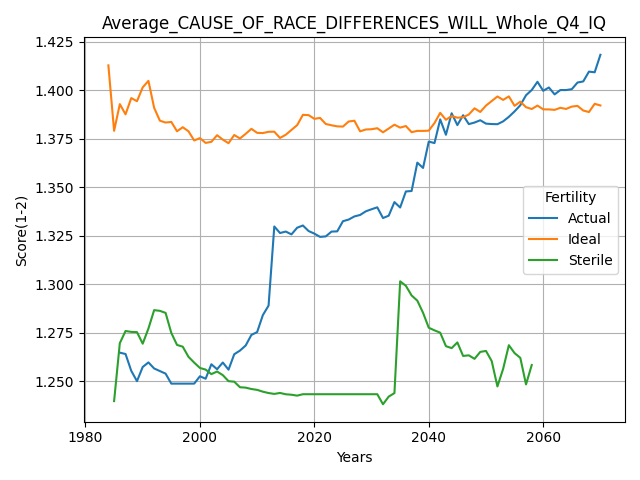 Average_CAUSE_OF_RACE_DIFFERENCES_WILL_Whole_Q4_IQ
1.425
1.400
1.375
1.350
1.325
1.300
1.275
1.250
Score(1-2)
Fertility
Actual
Ideal
Sterile
1980
2000
2020
2040
2060
Years